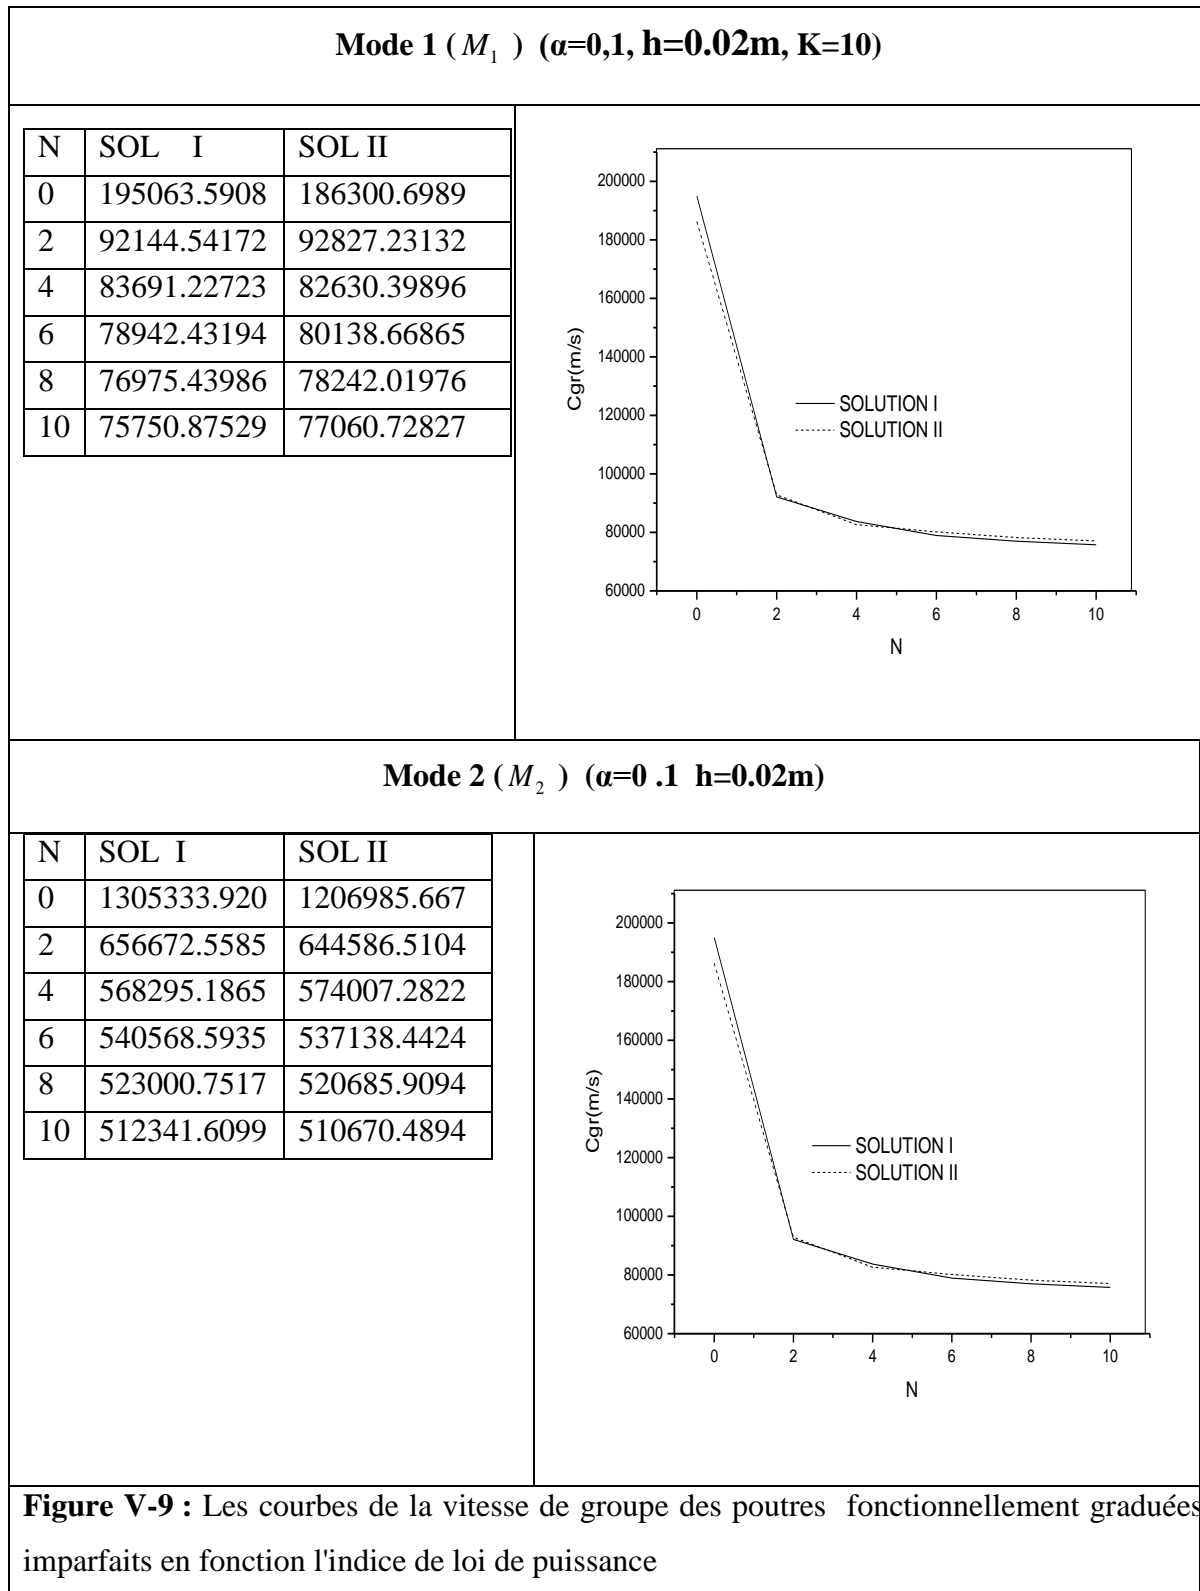 Mode 1 ( M₁ ) (α=0,1, h=0.02m, K=10)
N SOL I SOL II
0 195063.5908 186300.6989
2 92144.54172 92827.23132
4 83691.22723 82630.39896
6 78942.43194 80138.66865
8 76975.43986 78242.01976
10 75750.87529 77060.72827
200000
180000
160000
140000
120000
100000
80000
60000
Cgr(m/s)
SOLUTION I
SOLUTION II
0 2 4 6 8 10
N
Mode 2 ( M₂ ) (α=0 .1 h=0.02m)
N SOL I SOL II
0 1305333.920 1206985.667
2 656672.5585 644586.5104
4 568295.1865 574007.2822
6 540568.5935 537138.4424
8 523000.7517 520685.9094
10 512341.6099 510670.4894
200000
180000
160000
140000
120000
100000
80000
60000
Cgr(m/s)
SOLUTION I
SOLUTION II
0 2 4 6 8 10
N
Figure V-9 : Les courbes de la vitesse de groupe des poutres fonctionnellement graduées
imparfaits en fonction l'indice de loi de puissance